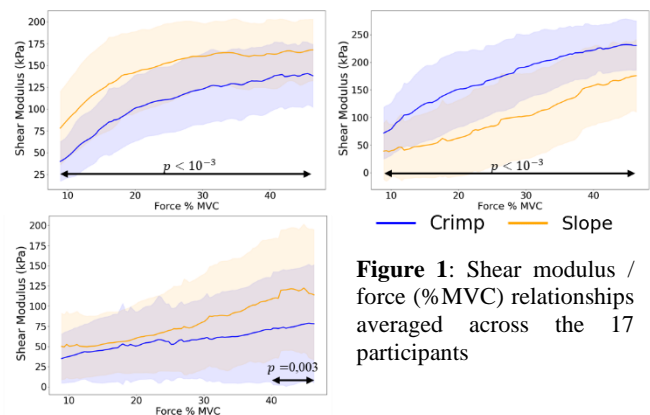 200
175
150
125
100
75
50
25
Shear Modulus (kPa)
p < 10⁻³
10 20 30 40
Force % MVC
250
200
150
100
50
0
Shear Modulus (kPa)
p < 10⁻³
10 20 30 40
Force % MVC
Crimp Slope
200
175
150
125
100
75
50
25
0
Shear Modulus (kPa)
p =0,003
10 20 30 40
Force % MVC
Figure 1: Shear modulus /
force (%MVC) relationships
averaged across the 17
participants